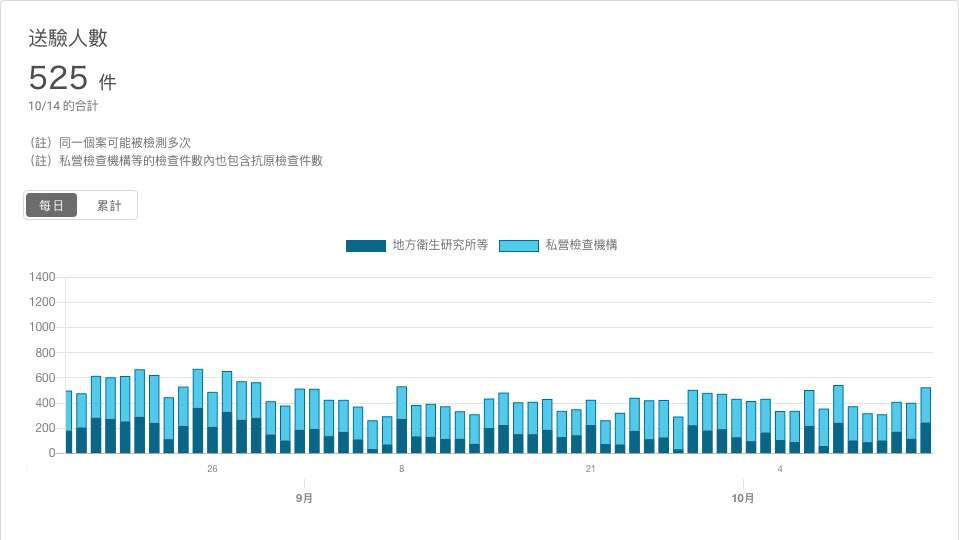 送驗人數
525 件
10/14 的合計
（註）同一個案可能被檢測多次
（註）私營檢查機構等的檢查件數內也包含抗原檢查件數
每日 累計
地方衛生研究所等 私營檢查機構
1400
1200
1000
800
600
400
200
0
26 8 21 4
9月 10月